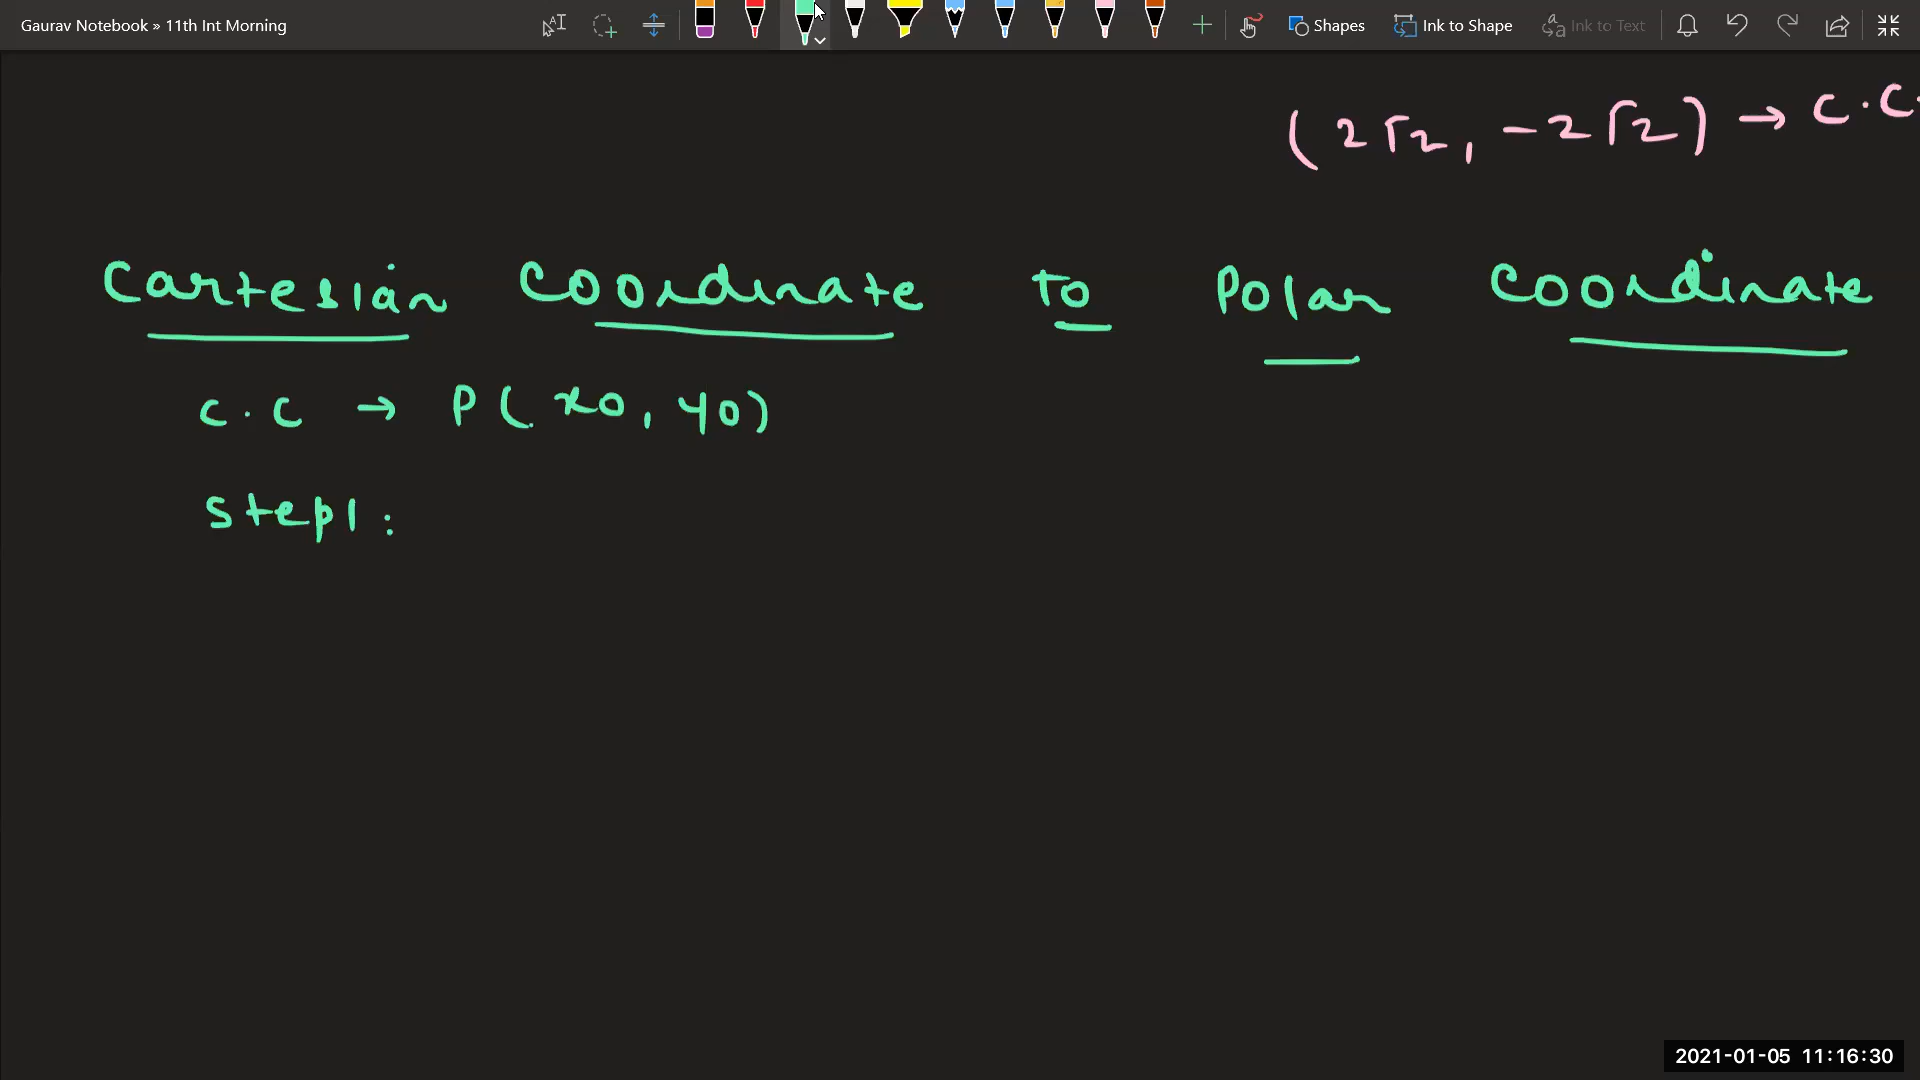 Gaurav Notebook » 11th Int Morning
Shapes
Ink to Shape
Ink to Text
(2√2, -2√2) → C.C.
Cartesian Coordinate to Polar Coordinate
C.C → P(x0, y0)
Step1:
2021-01-05 11:16:30